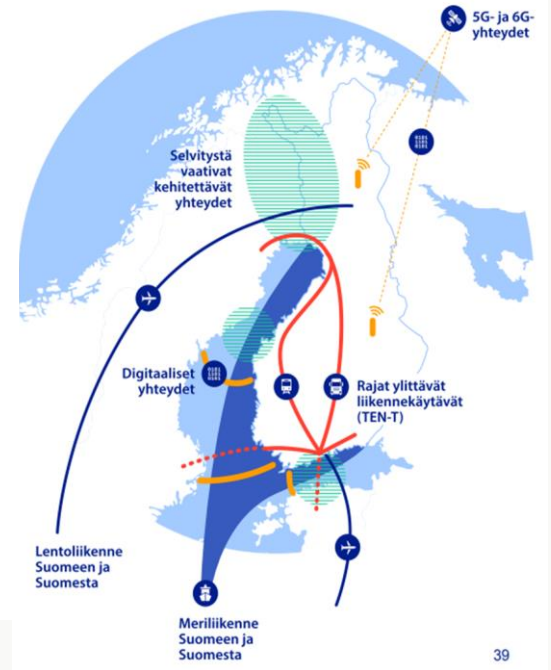 5G- ja 6G-
yhteydet
Selvitystä
vaativat
kehitettävät
yhteydet
Digitaaliset
yhteydet
Rajat ylittävät
liikennekäytävät
(TEN-T)
Lentoliikenne
Suomeen ja
Suomesta
Meriliikenne
Suomeen ja
Suomesta
39